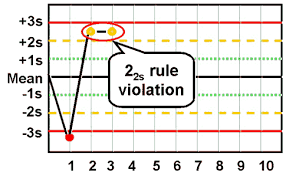 +3s
+2s
+1s
Mean
-1s
-2s
-3s
2₂ₛ rule
violation
1 2 3 4 5 6 7 8 9 10